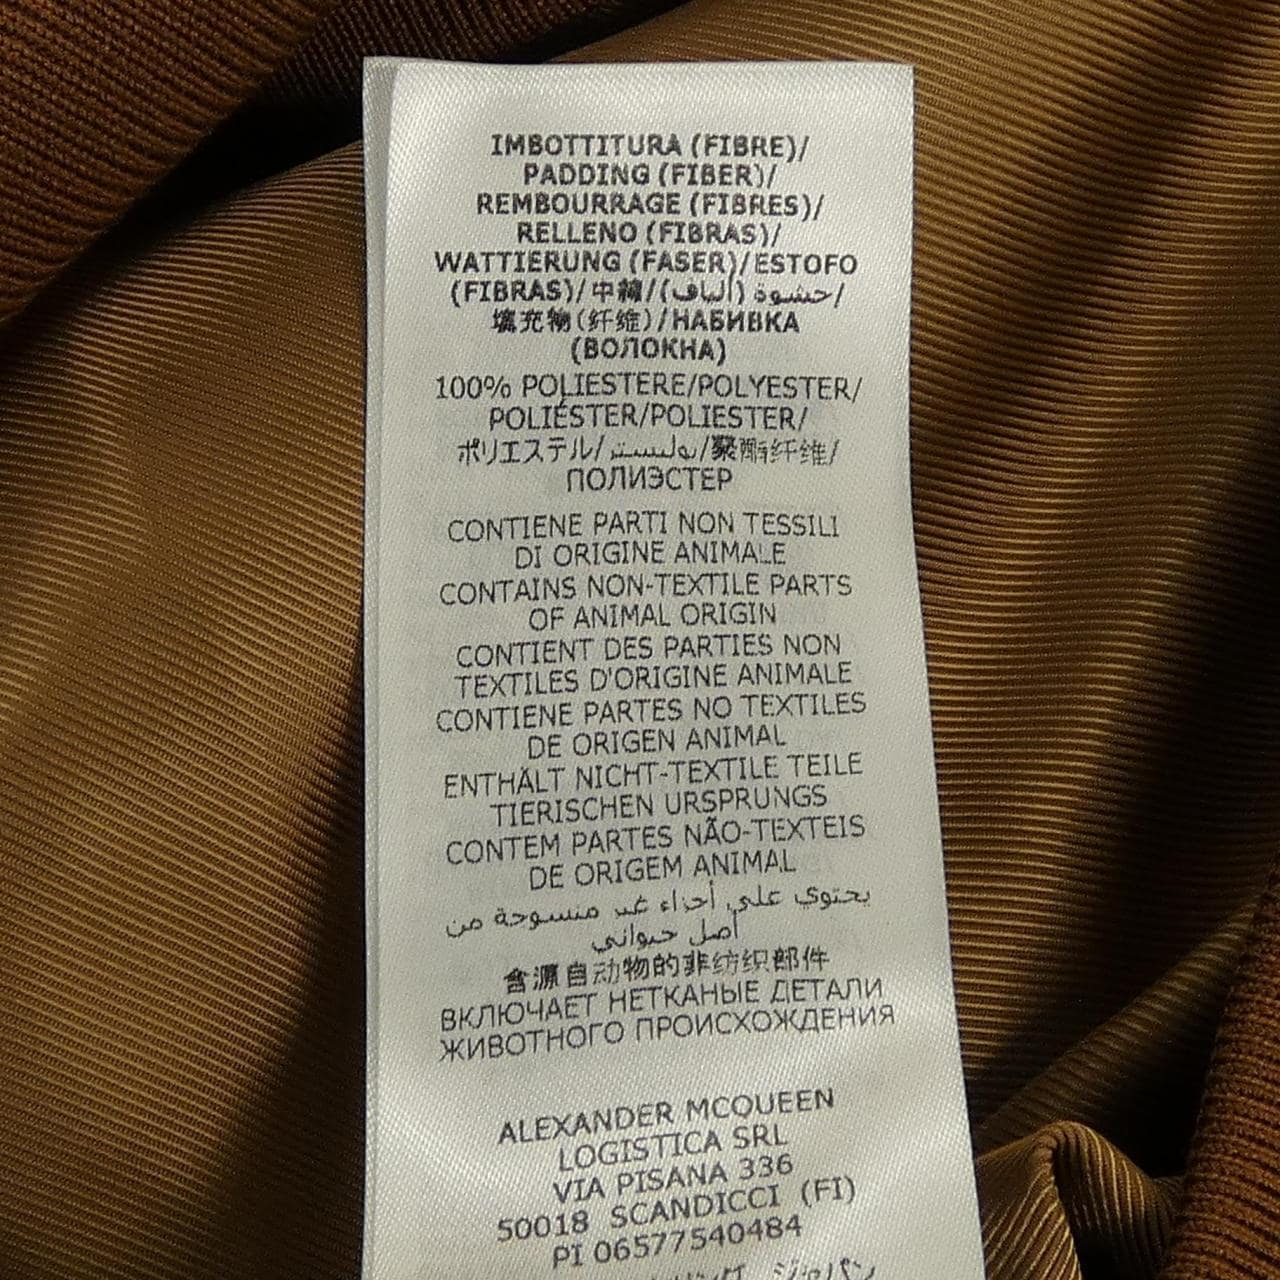 IMBOTTITURA (FIBRE)/
PADDING (FIBER)/
REMBOURRAGE (FIBRES)/
RELLENO (FIBRAS)/
WATTIERUNG (FASER)/ESTOFO
(FIBRAS)/中綿/حشوة (ألياف)/
填充物(纤维)/НАБИВКА
(ВОЛОКНА)
100% POLIESTERE/POLYESTER/
POLIÉSTER/POLIESTER/
ポリエステル/بوليستر/聚酯纤维/
ПОЛИЭСТЕР
CONTIENE PARTI NON TESSILI
DI ORIGINE ANIMALE
CONTAINS NON-TEXTILE PARTS
OF ANIMAL ORIGIN
CONTIENT DES PARTIES NON
TEXTILES D'ORIGINE ANIMALE
CONTIENE PARTES NO TEXTILES
DE ORIGEN ANIMAL
ENTHÄLT NICHT-TEXTILE TEILE
TIERISCHEN URSPRUNGS
CONTEM PARTES NÃO-TEXTEIS
DE ORIGEM ANIMAL
يحتوي على أجزاء غير منسوجة من
أصل حيواني
含源自动物的非纺织部件
ВКЛЮЧАЕТ НЕТКАНЫЕ ДЕТАЛИ
ЖИВОТНОГО ПРОИСХОЖДЕНИЯ
ALEXANDER MCQUEEN
LOGISTICA SRL
VIA PISANA 336
50018 SCANDICCI (FI)
PI 06577540484
ジャパン